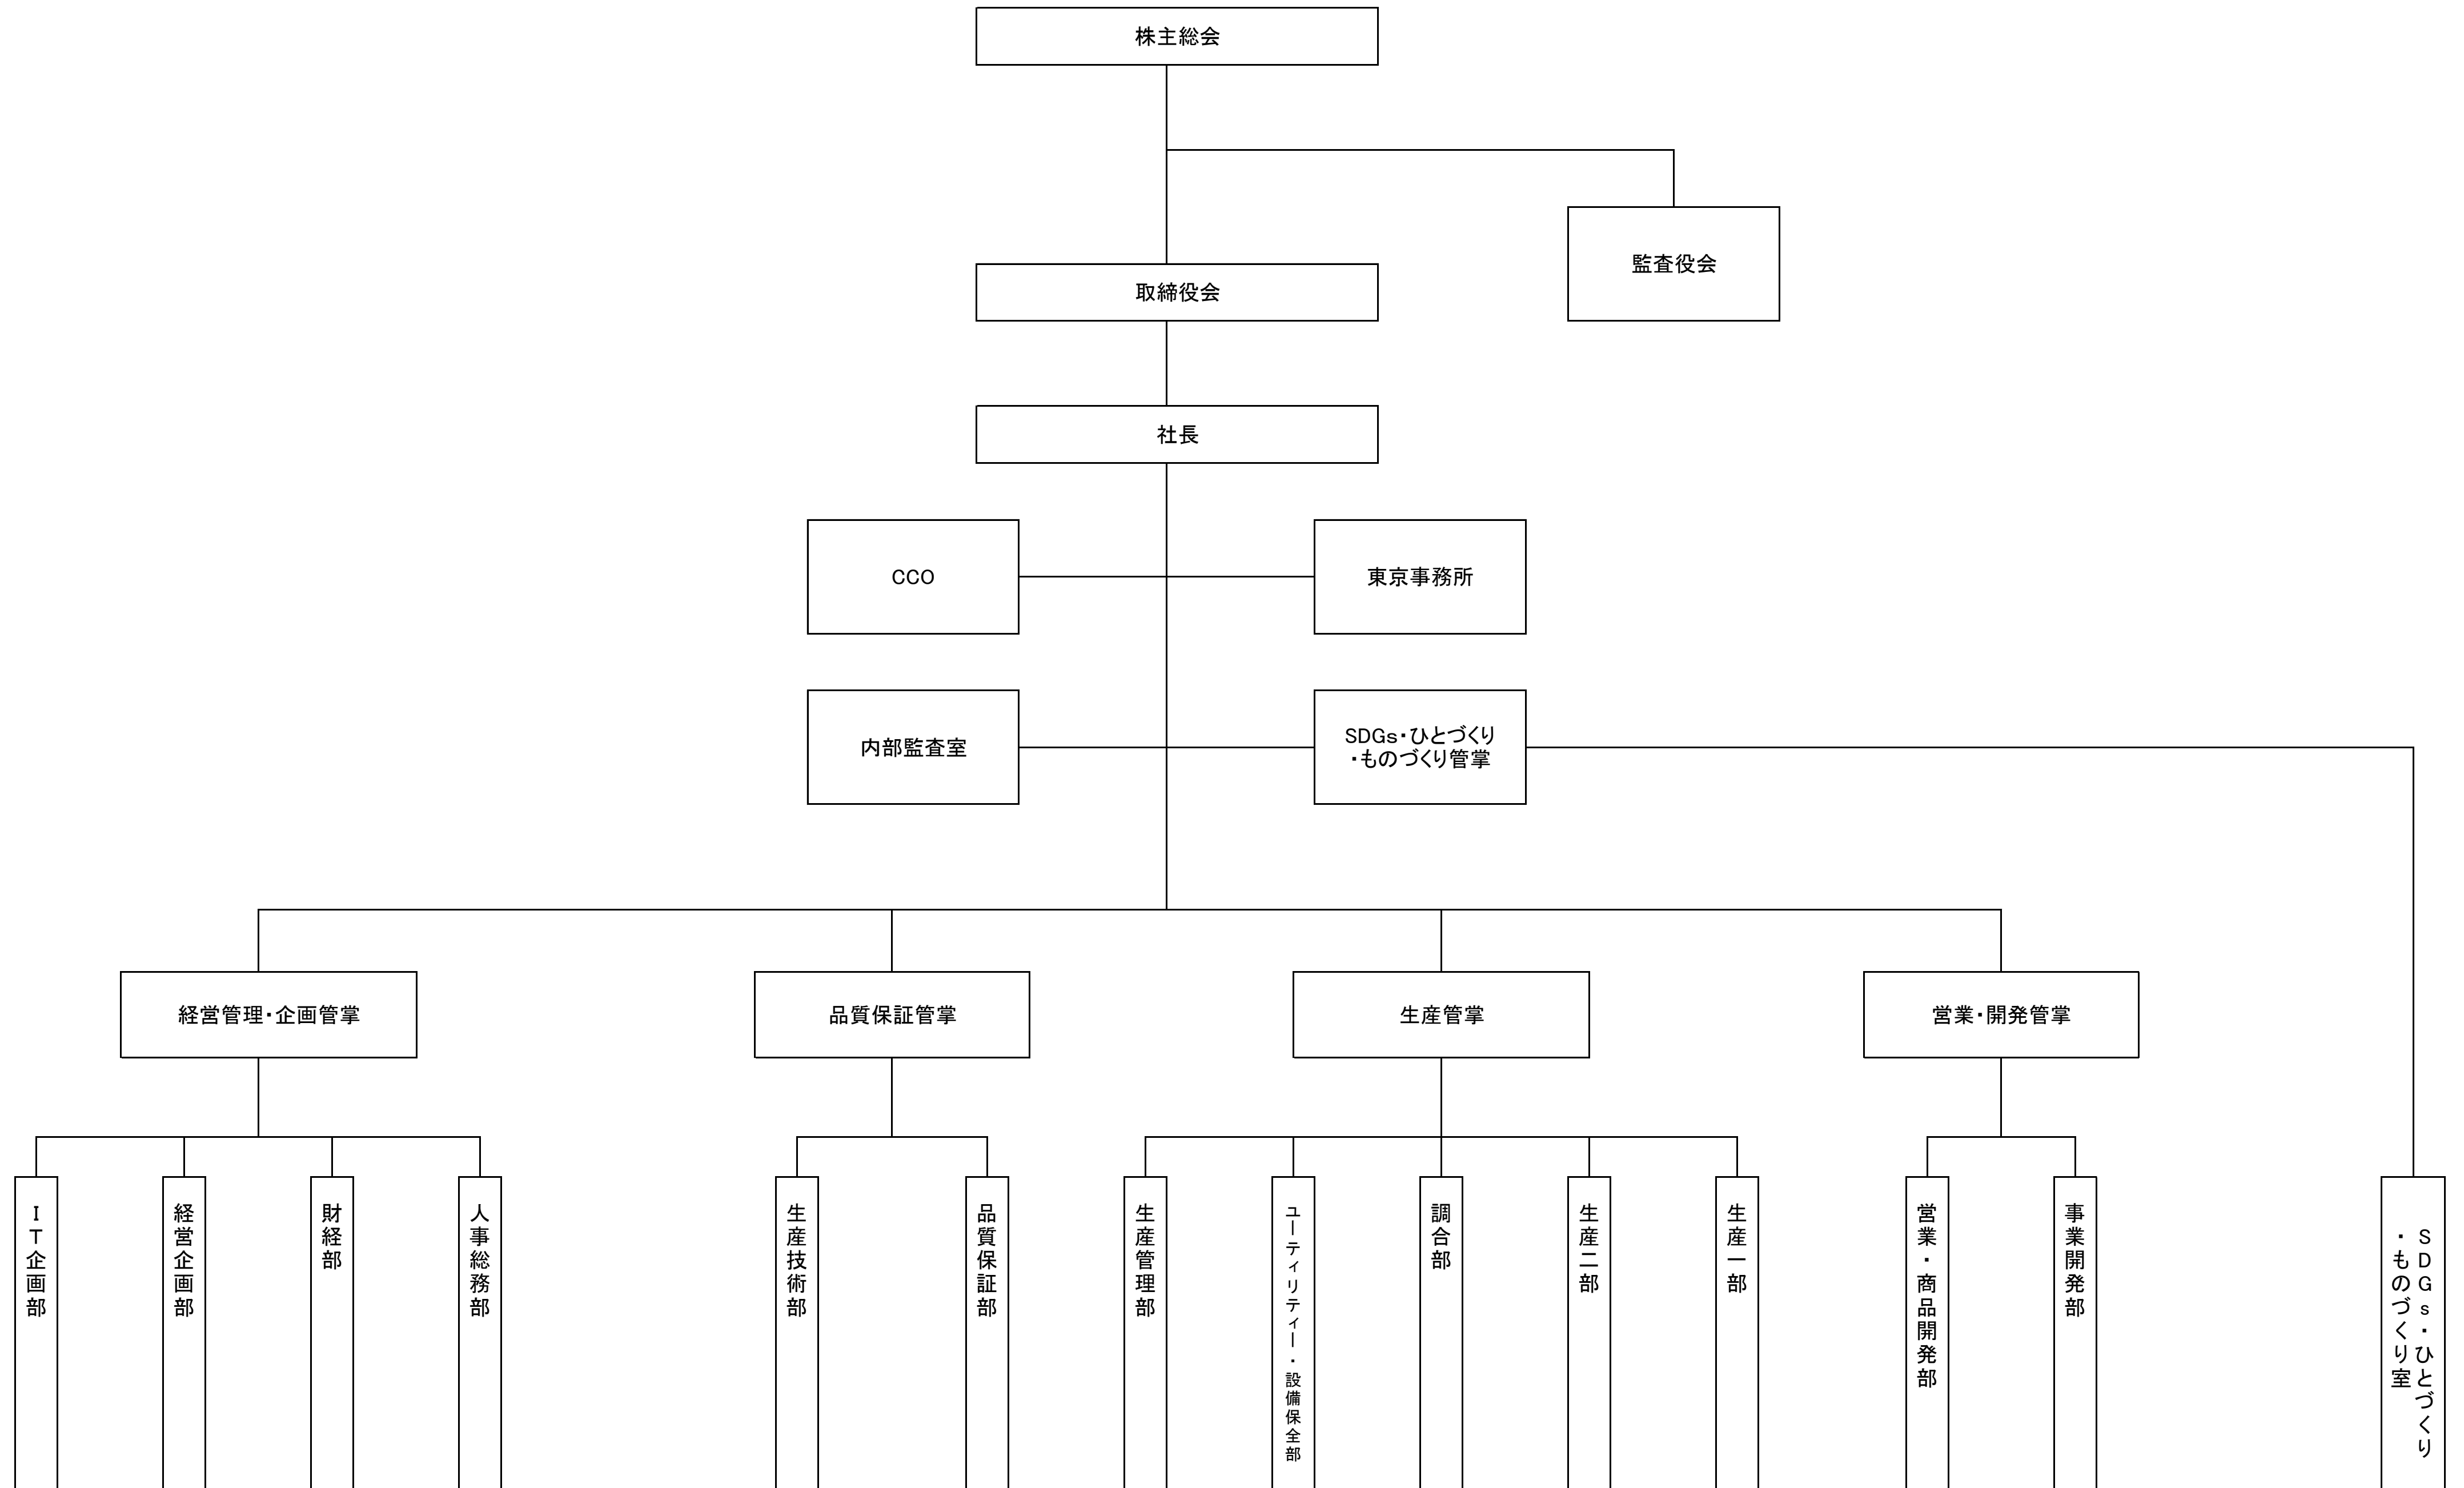 株主総会
監査役会
取締役会
社長
CCO
東京事務所
内部監査室
SDGs・ひとづくり
・ものづくり管掌
経営管理・企画管掌
品質保証管掌
生産管掌
営業・開発管掌
IT企画部
経営企画部
財経部
人事総務部
生産技術部
品質保証部
生産管理部
ユーティリティー・設備保全部
調合部
生産二部
生産一部
営業・商品開発部
事業開発部
SDGs・ひとづくり
・ものづくり室